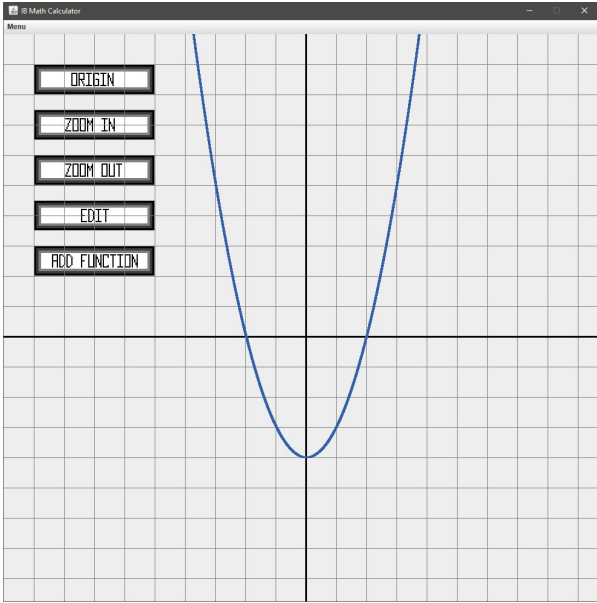 IB Math Calculator
Menu
ORIGIN
ZOOM IN
ZOOM OUT
EDIT
ADD FUNCTION